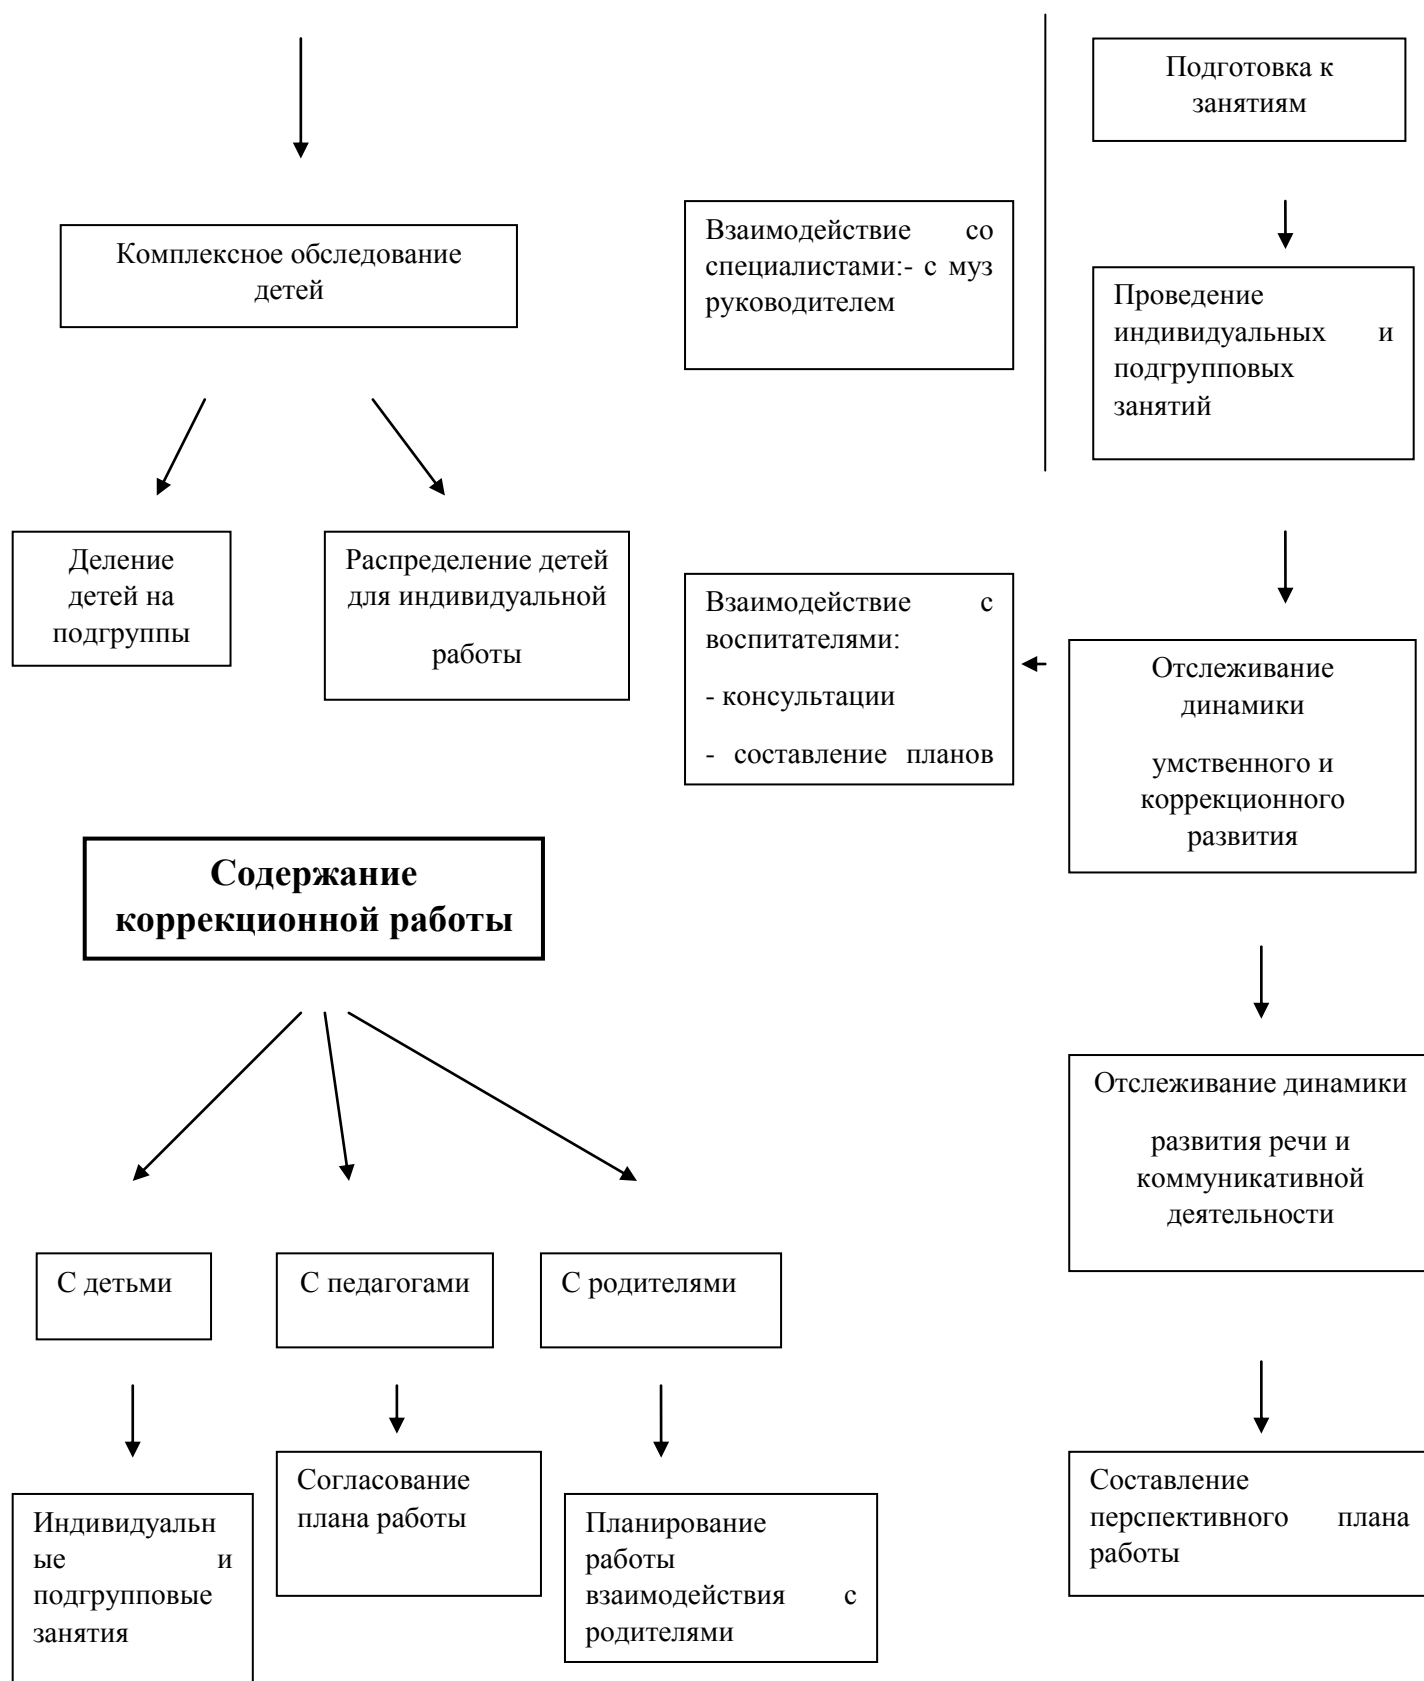 Подготовка к
занятиям
Комплексное обследование
детей
Взаимодействие со
специалистами:- с муз
руководителем
Проведение
индивидуальных и
подгрупповых
занятий
Деление
детей на
подгруппы
Распределение детей
для индивидуальной
работы
Взаимодействие с
воспитателями:
- консультации
- составление планов
Отслеживание
динамики
умственного и
коррекционного
развития
Содержание
коррекционной работы
Отслеживание динамики
развития речи и
коммуникативной
деятельности
С детьми
С педагогами
С родителями
Индивидуальн
ые и
подгрупповые
занятия
Согласование
плана работы
Планирование
работы
взаимодействия с
родителями
Составление
перспективного плана
работы